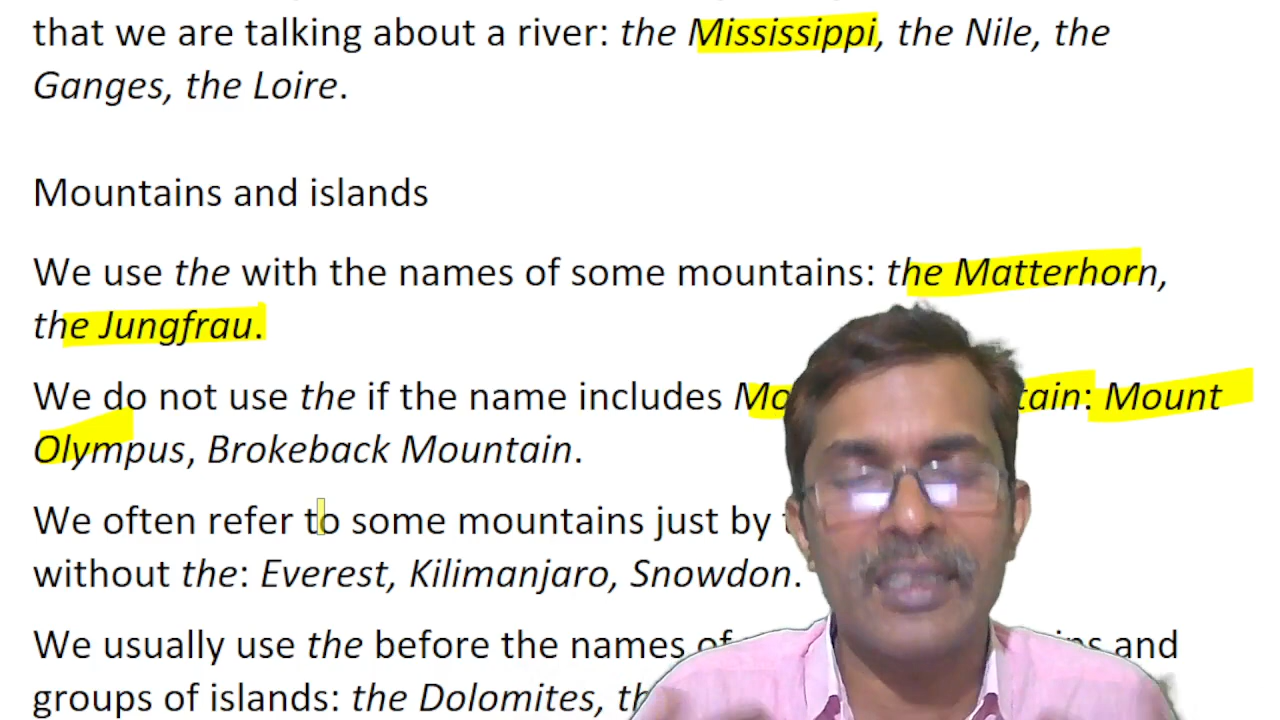 that we are talking about a river: the Mississippi, the Nile, the
Ganges, the Loire.
Mountains and islands
We use the with the names of some mountains: the Matterhorn,
the Jungfrau.
We do not use the if the name includes Mount
Olympus, Brokeback Mountain.
We often refer to some mountains just by
without the: Everest, Kilimanjaro, Snowdon.
We usually use the before the names of and
groups of islands: the Dolomites,